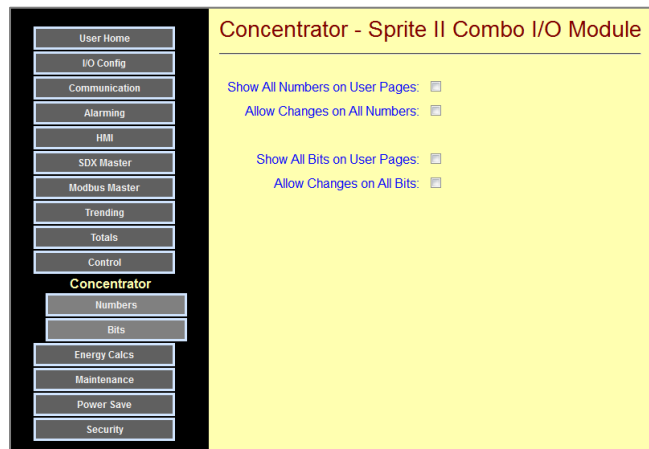 User Home
I/O Config
Communication
Alarming
HMI
SDX Master
Modbus Master
Trending
Totals
Control
Concentrator
Numbers
Bits
Energy Calcs
Maintenance
Power Save
Security
Concentrator - Sprite II Combo I/O Module
Show All Numbers on User Pages:
Allow Changes on All Numbers:
Show All Bits on User Pages:
Allow Changes on All Bits: